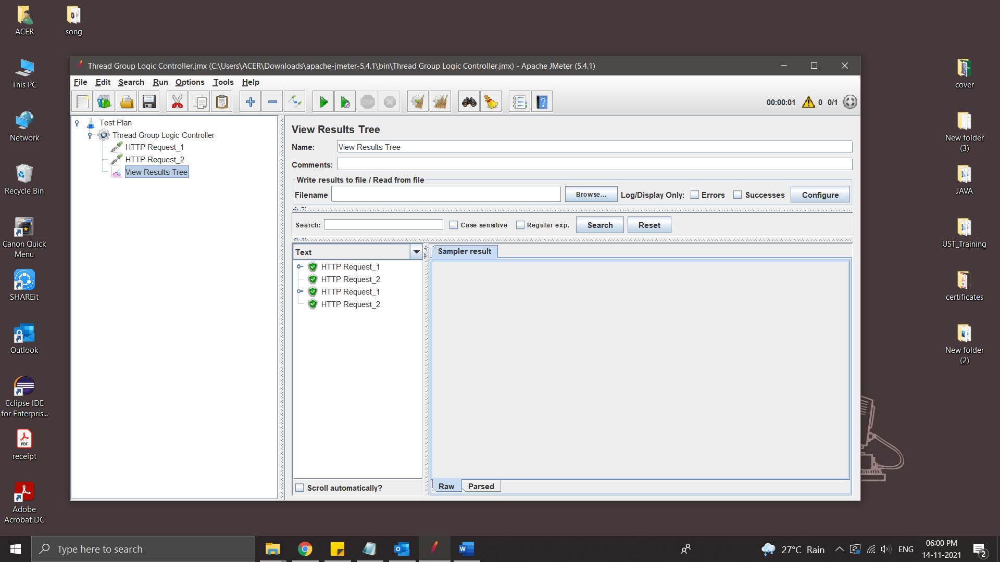 ACER
song
This PC
Network
Recycle Bin
Canon Quick
Menu
SHAREit
Outlook
Eclipse IDE
for Enterpris...
PDF
receipt
Adobe
Acrobat DC
Thread Group Logic Controller.jmx (C:\Users\ACER\Downloads\apache-jmeter-5.4.1\bin\Thread Group Logic Controller.jmx) - Apache JMeter (5.4.1)
File Edit Search Run Options Tools Help
STOP
00:00:01 0 0/1
Test Plan
Thread Group Logic Controller
HTTP Request_1
HTTP Request_2
View Results Tree
View Results Tree
Name: View Results Tree
Comments:
Write results to file / Read from file
Filename Browse... Log/Display Only: Errors Successes Configure
Search: Case sensitive Regular exp. Search Reset
Text
HTTP Request_1
HTTP Request_2
HTTP Request_1
HTTP Request_2
Scroll automatically?
Sampler result
Raw Parsed
cover
New folder
(3)
JAVA
UST_Training
certificates
New folder
(2)
Type here to search
27°C Rain
ENG
06:00 PM
14-11-2021
2